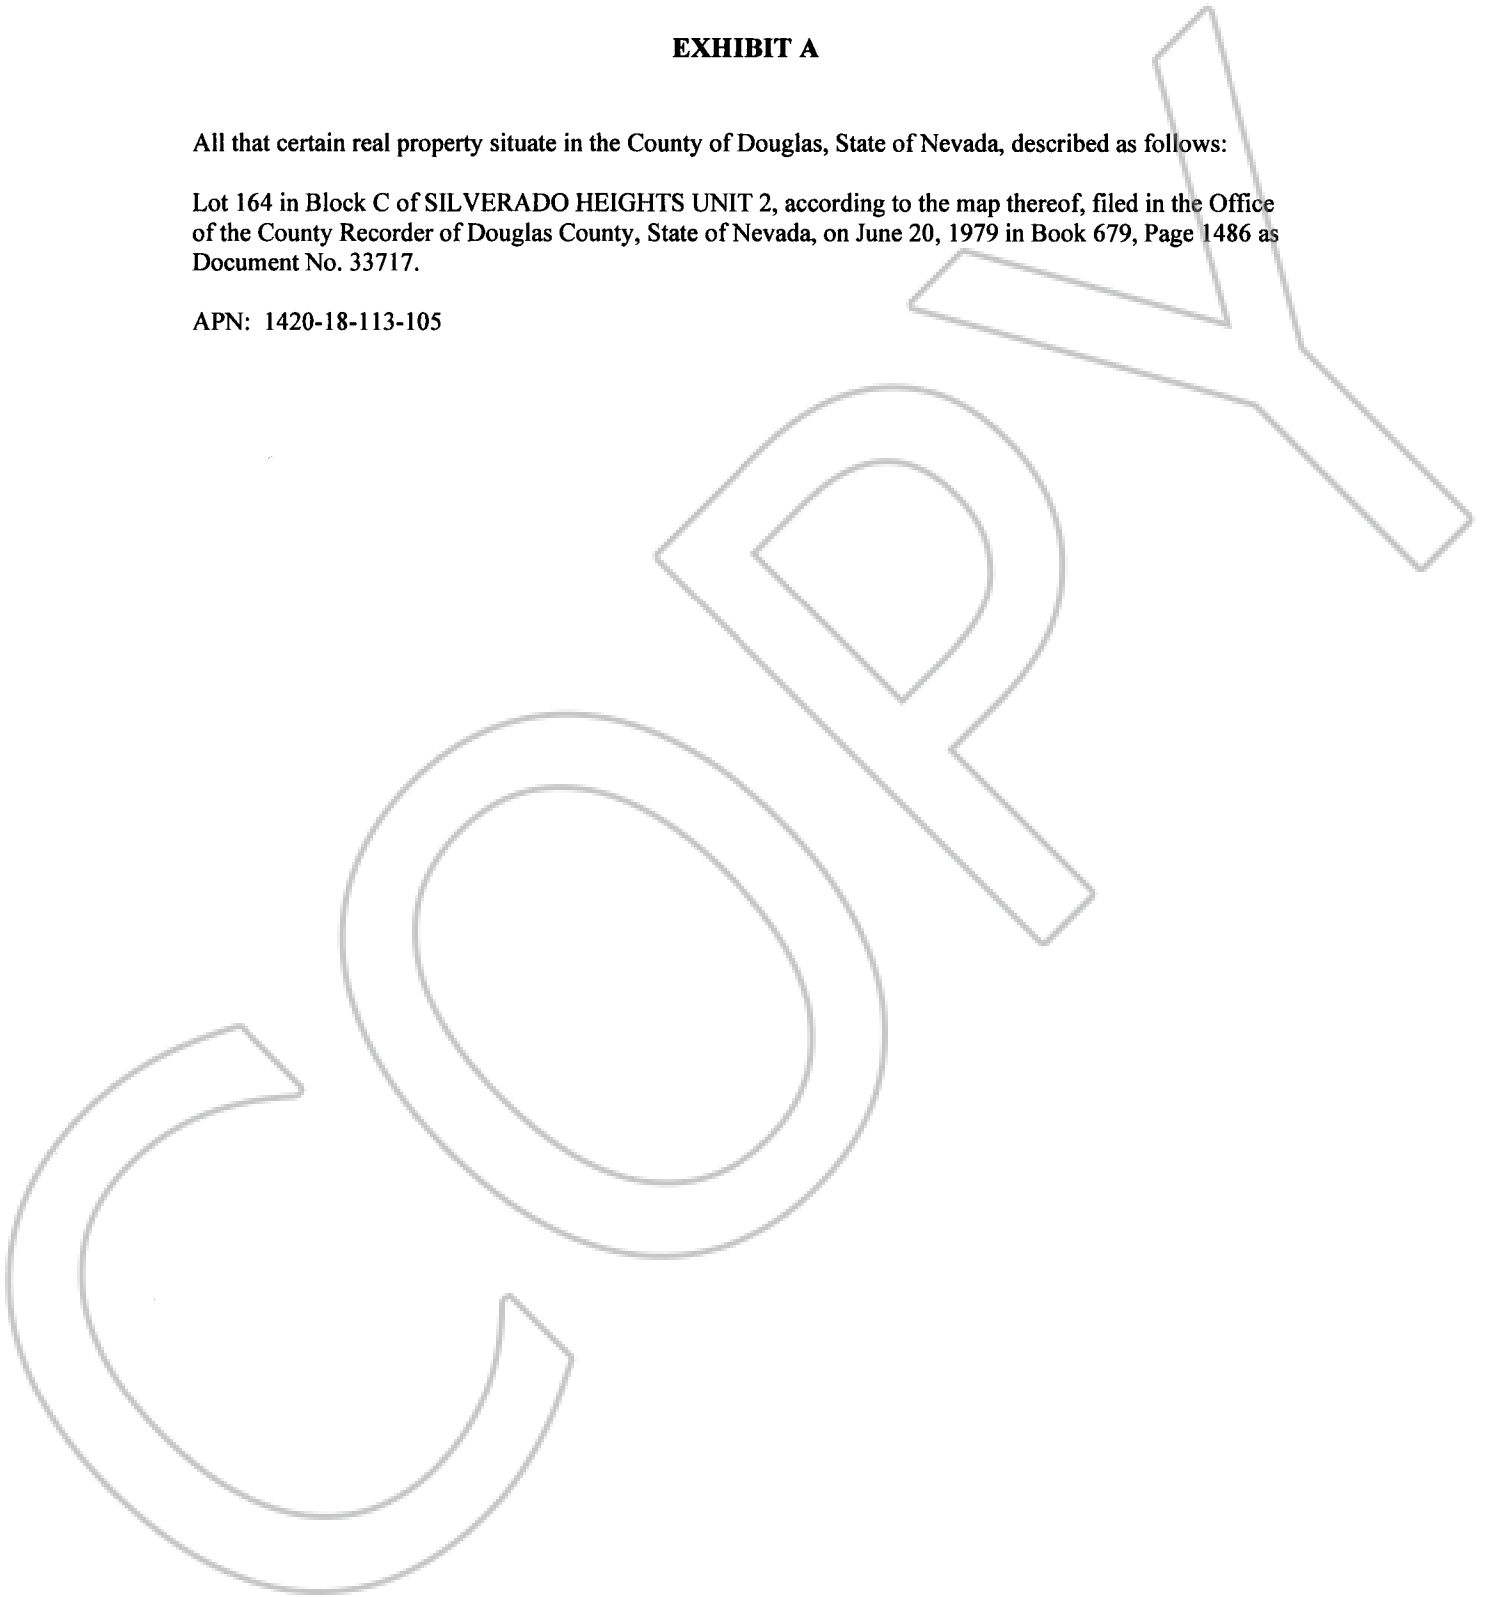 EXHIBIT A
All that certain real property situate in the County of Douglas, State of Nevada, described as follows:
Lot 164 in Block C of SILVERADO HEIGHTS UNIT 2, according to the map thereof, filed in the Office
of the County Recorder of Douglas County, State of Nevada, on June 20, 1979 in Book 679, Page 1486 as
Document No. 33717.
APN: 1420-18-113-105
COPY